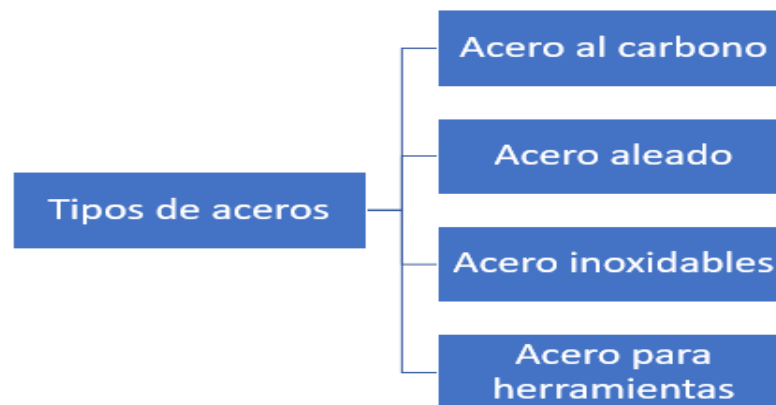 Tipos de aceros
Acero al carbono
Acero aleado
Acero inoxidables
Acero para
herramientas